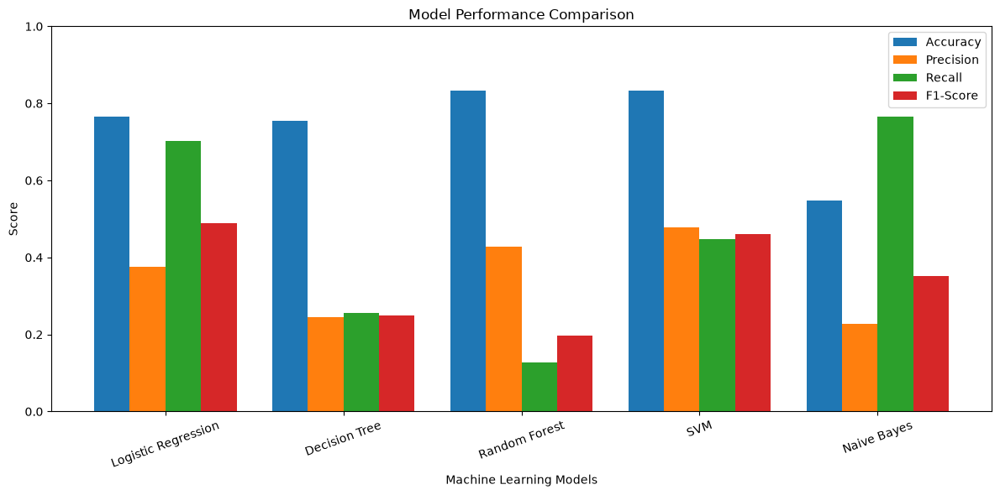 Model Performance Comparison
1.0
0.8
0.6
0.4
0.2
0.0
Score
Accuracy
Precision
Recall
F1-Score
Logistic Regression
Decision Tree
Random Forest
SVM
Naive Bayes
Machine Learning Models